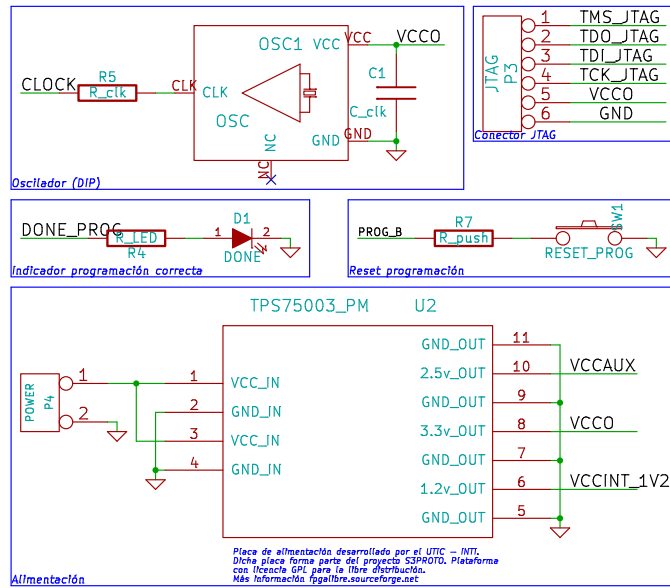 OSC1
VCC
VCC
VCCO
CLOCK
R5
R_clk
CLK
CLK
OSC
C1
C_clk
GND
GND
NC
NC
Oscilador (DIP)
JTAG
P3
1 TMS_JTAG
2 TDO_JTAG
3 TDI_JTAG
4 TCK_JTAG
5 VCCO
6 GND
Conector JTAG
DONE_PROG
R_LED
R4
1
D1
2
DONE
Indicador programación correcta
PROG_B
R7
R_push
SW1
RESET_PROG
Reset programación
TPS75003_PM U2
POWER
P4
1
2
1 VCC_IN
2 GND_IN
3 VCC_IN
4 GND_IN
GND_OUT 11
2.5v_OUT 10 VCCAUX
GND_OUT 9
3.3v_OUT 8 VCCO
GND_OUT 7
1.2v_OUT 6 VCCINT_1V2
GND_OUT 5
Placa de alimentación desarrollado por el UTIC – INTI.
Dicha placa forma parte del proyecto S3PROTO. Plataforma
con licencia GPL para la libre distribución.
Más información fpgalibre.sourceforge.net
Alimentación